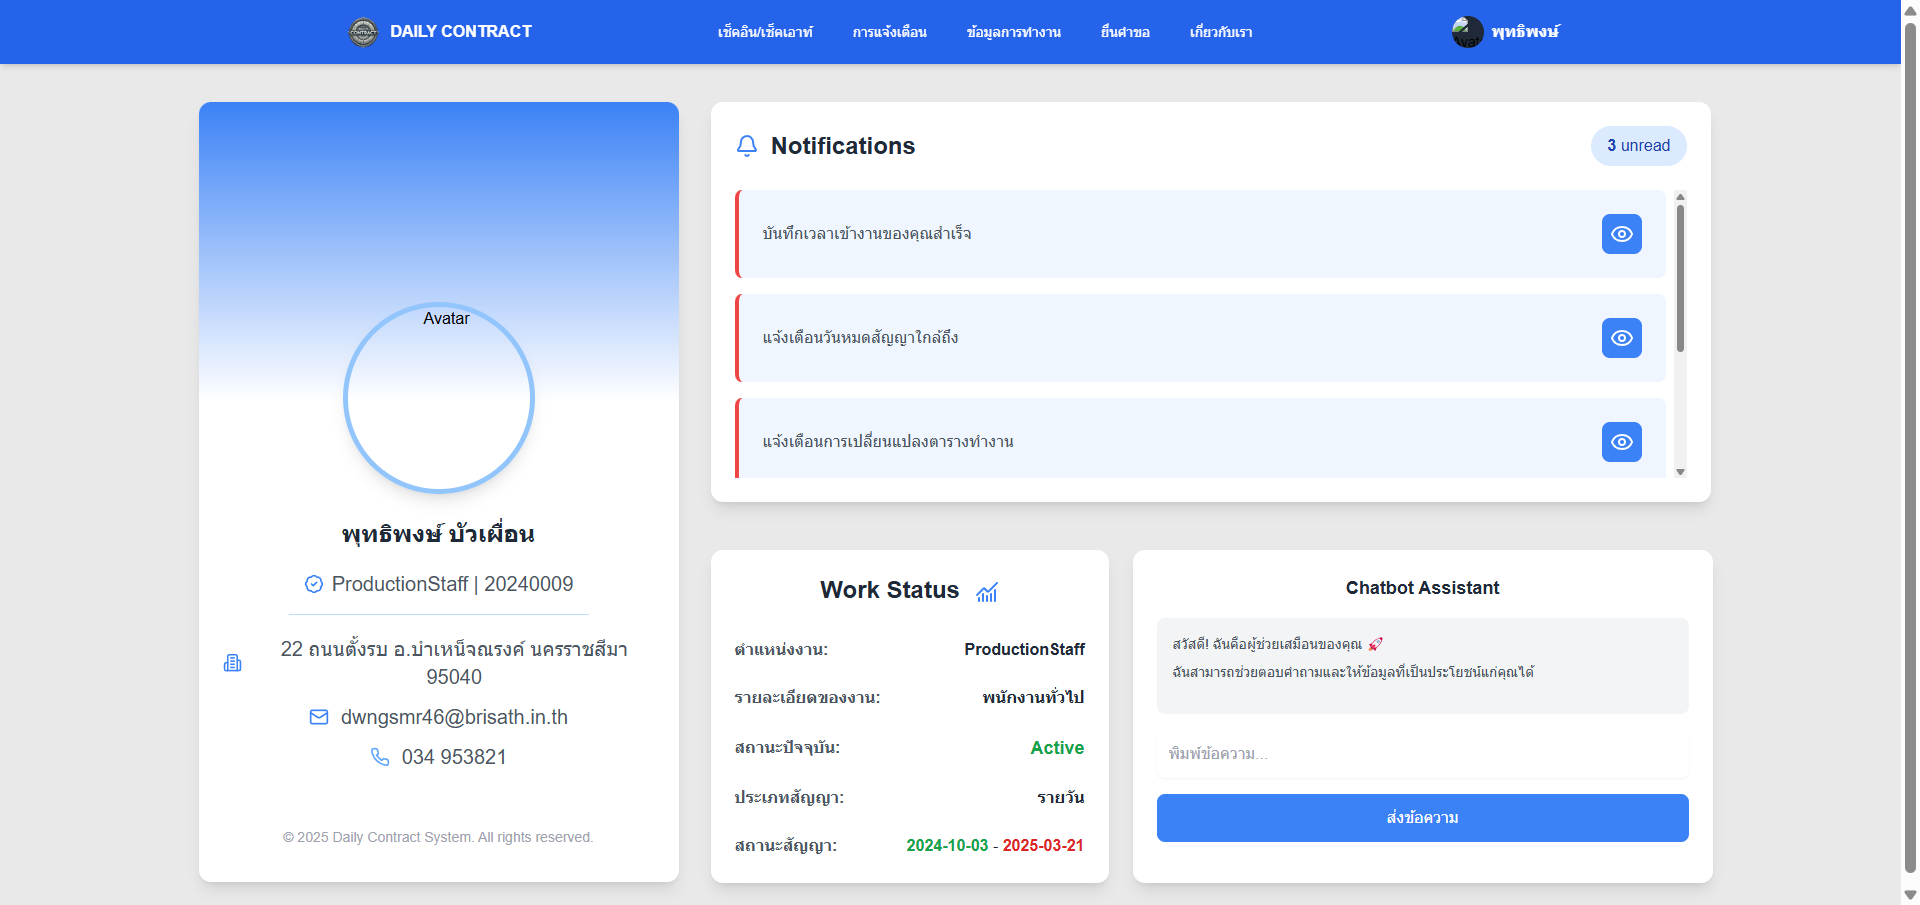 DAILY CONTRACT
เช็คอิน/เช็คเอาท์
การแจ้งเตือน
ข้อมูลการทำงาน
ยื่นคำขอ
เกี่ยวกับเรา
พุทธิพงษ์
Avatar
พุทธิพงษ์ บัวเผื่อน
ProductionStaff | 20240009
22 ถนนตั้งรบ อ.บำเหน็จณรงค์ นครราชสีมา
95040
dwngsmr46@brisath.in.th
034 953821
© 2025 Daily Contract System. All rights reserved.
Notifications
3 unread
บันทึกเวลาเข้างานของคุณสำเร็จ
แจ้งเตือนวันหมดสัญญาใกล้ถึง
แจ้งเตือนการเปลี่ยนแปลงตารางทำงาน
Work Status
ตำแหน่งงาน: ProductionStaff
รายละเอียดของงาน: พนักงานทั่วไป
สถานะปัจจุบัน: Active
ประเภทสัญญา: รายวัน
สถานะสัญญา: 2024-10-03 - 2025-03-21
Chatbot Assistant
สวัสดี! ฉันคือผู้ช่วยเสมือนของคุณ 🚀
ฉันสามารถช่วยตอบคำถามและให้ข้อมูลที่เป็นประโยชน์แก่คุณได้
พิมพ์ข้อความ...
ส่งข้อความ